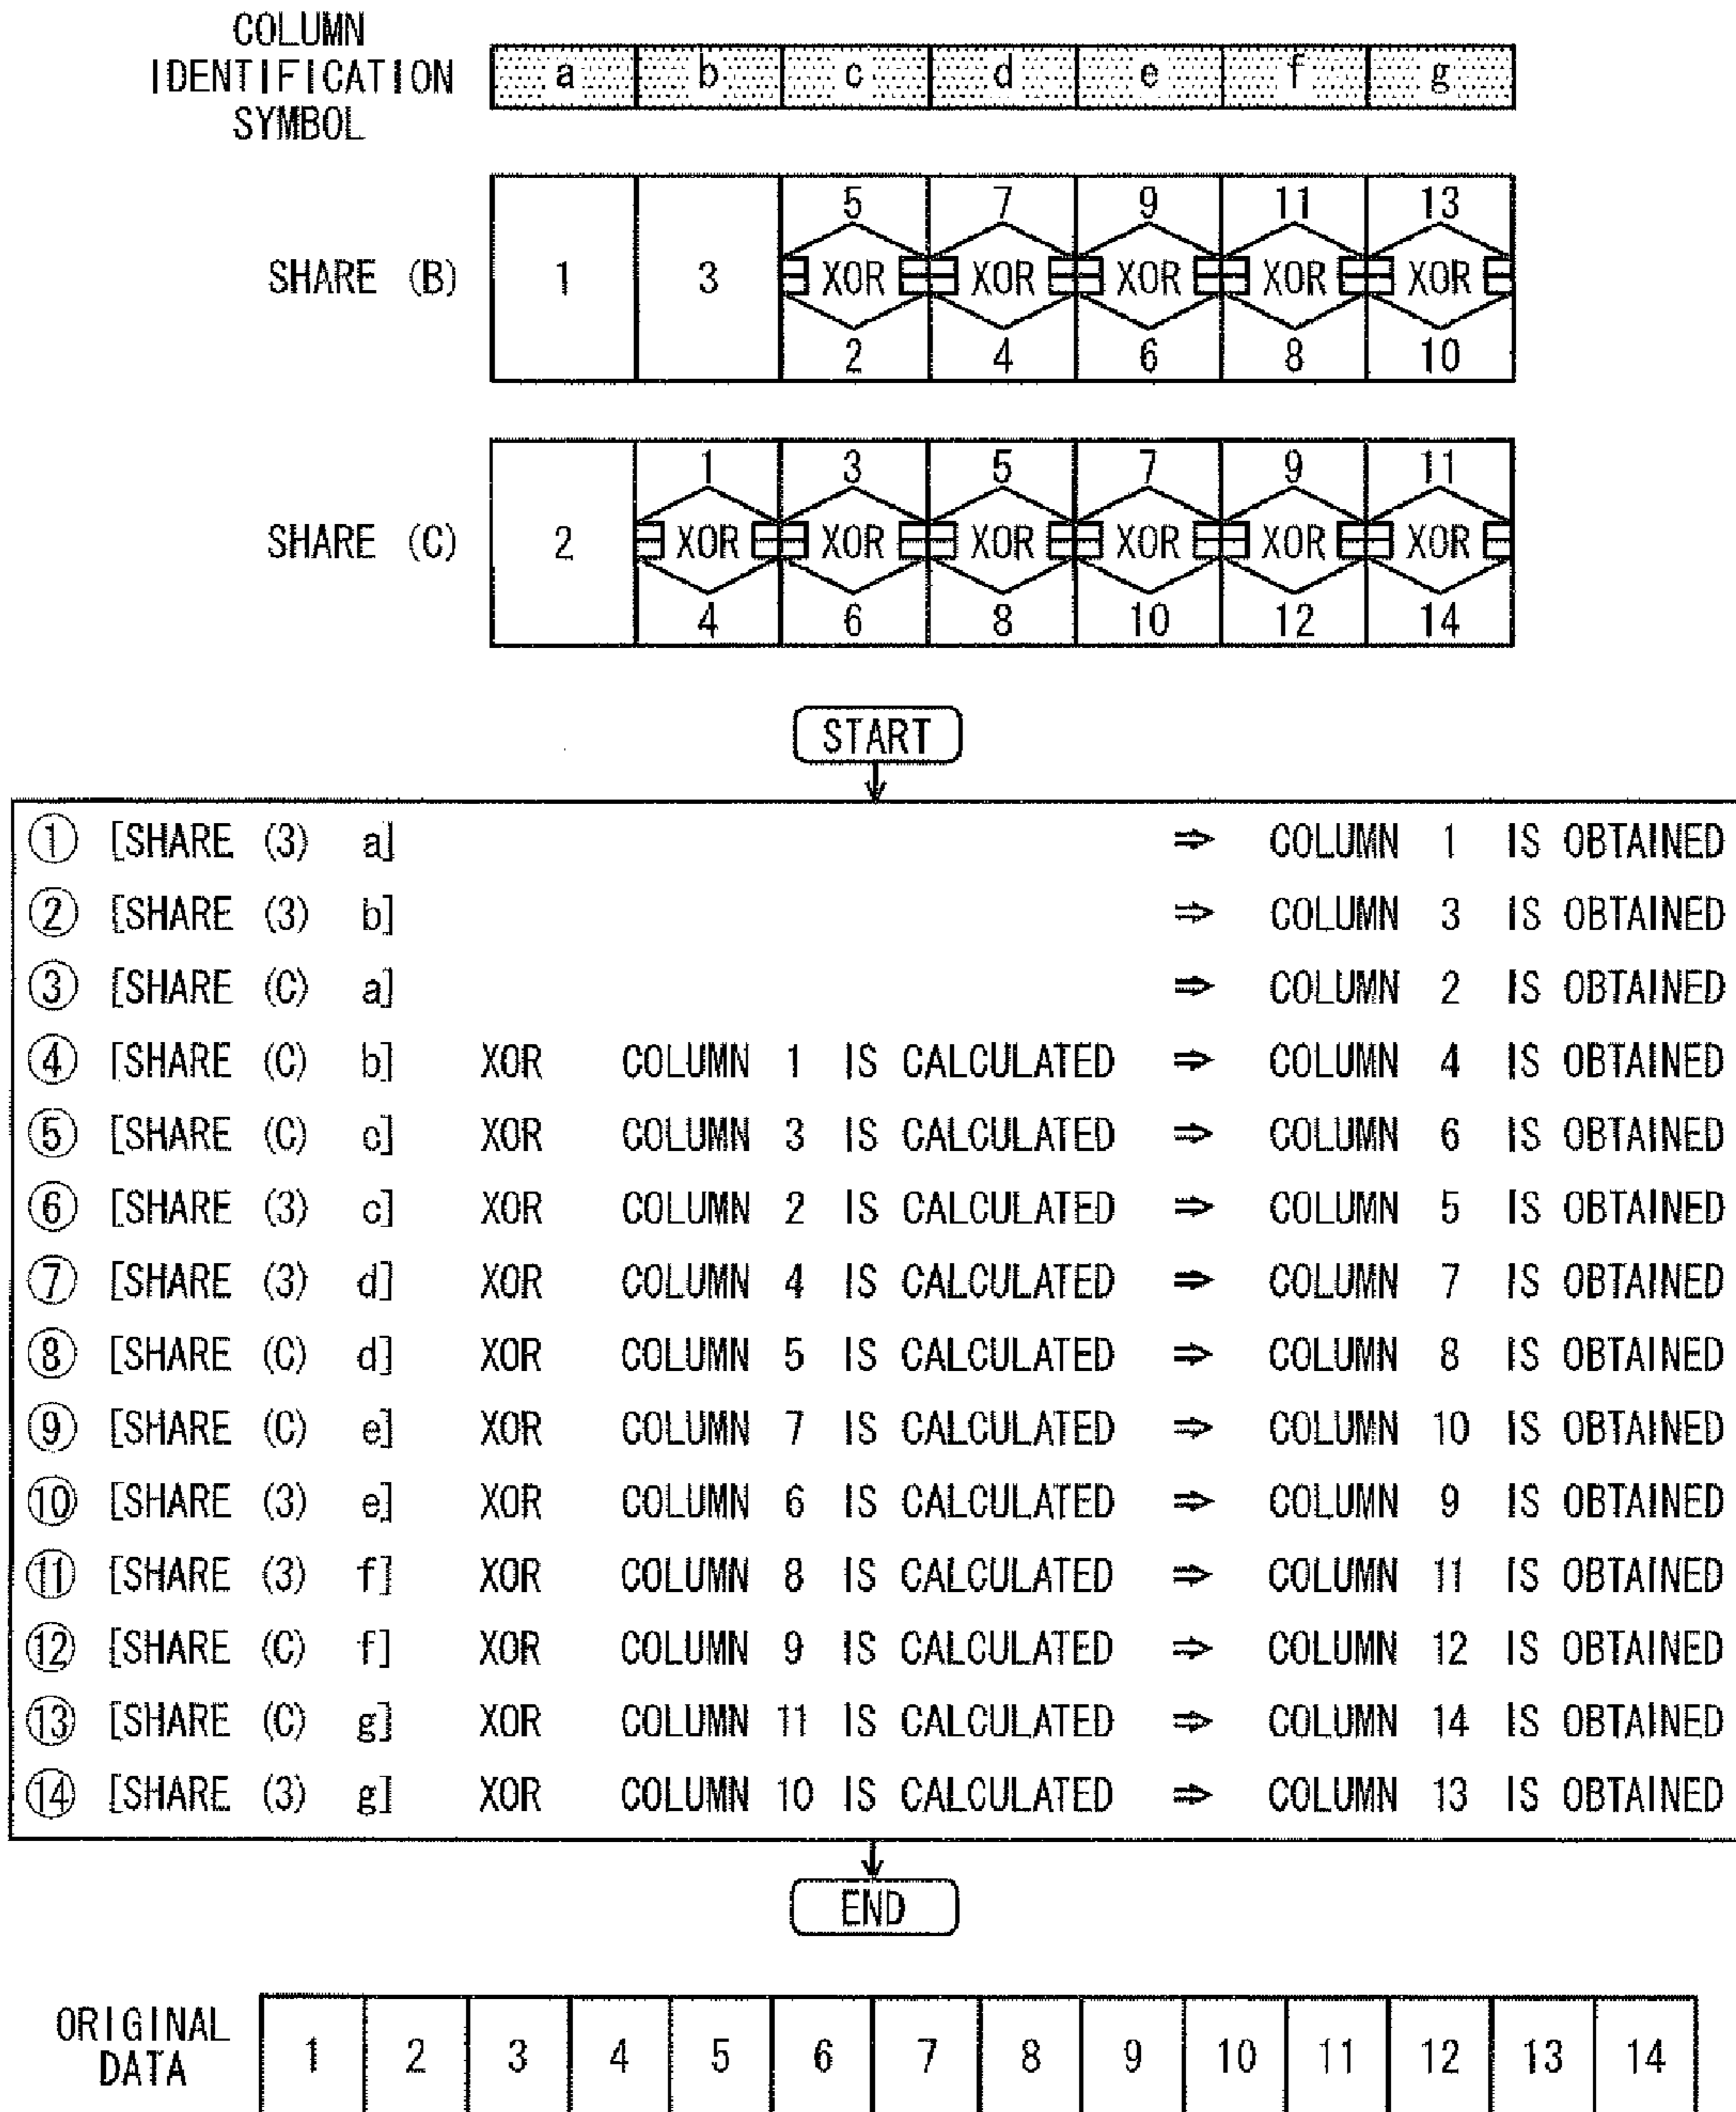 COLUMN
IDENTIFICATION
SYMBOL
a b c d e f g
SHARE (B)
1 3
5 7 9 11 13
XOR XOR XOR XOR XOR
2 4 6 8 10
SHARE (C)
2
1 3 5 7 9 11
XOR XOR XOR XOR XOR XOR
4 6 8 10 12 14
START
① [SHARE (3) a] ⇒ COLUMN 1 IS OBTAINED
② [SHARE (3) b] ⇒ COLUMN 3 IS OBTAINED
③ [SHARE (C) a] ⇒ COLUMN 2 IS OBTAINED
④ [SHARE (C) b] XOR COLUMN 1 IS CALCULATED ⇒ COLUMN 4 IS OBTAINED
⑤ [SHARE (C) c] XOR COLUMN 3 IS CALCULATED ⇒ COLUMN 6 IS OBTAINED
⑥ [SHARE (3) c] XOR COLUMN 2 IS CALCULATED ⇒ COLUMN 5 IS OBTAINED
⑦ [SHARE (3) d] XOR COLUMN 4 IS CALCULATED ⇒ COLUMN 7 IS OBTAINED
⑧ [SHARE (C) d] XOR COLUMN 5 IS CALCULATED ⇒ COLUMN 8 IS OBTAINED
⑨ [SHARE (C) e] XOR COLUMN 7 IS CALCULATED ⇒ COLUMN 10 IS OBTAINED
⑩ [SHARE (3) e] XOR COLUMN 6 IS CALCULATED ⇒ COLUMN 9 IS OBTAINED
⑪ [SHARE (3) f] XOR COLUMN 8 IS CALCULATED ⇒ COLUMN 11 IS OBTAINED
⑫ [SHARE (C) f] XOR COLUMN 9 IS CALCULATED ⇒ COLUMN 12 IS OBTAINED
⑬ [SHARE (C) g] XOR COLUMN 11 IS CALCULATED ⇒ COLUMN 14 IS OBTAINED
⑭ [SHARE (3) g] XOR COLUMN 10 IS CALCULATED ⇒ COLUMN 13 IS OBTAINED
END
ORIGINAL
DATA
1 2 3 4 5 6 7 8 9 10 11 12 13 14